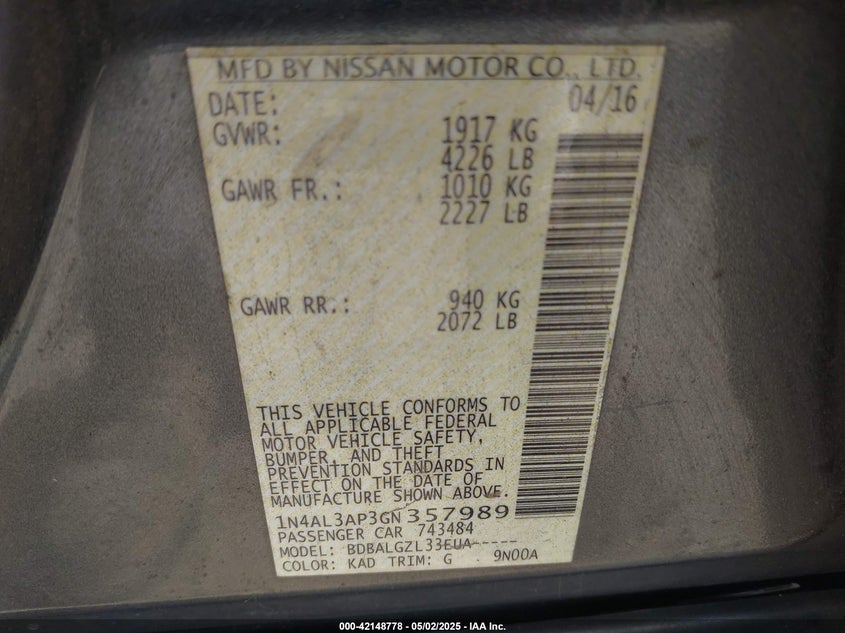 MFD BY NISSAN MOTOR CO., LTD.
DATE: 04/16
GVWR: 1917 KG
4226 LB
GAWR FR.: 1010 KG
2227 LB
GAWR RR.: 940 KG
2072 LB
THIS VEHICLE CONFORMS TO
ALL APPLICABLE FEDERAL
MOTOR VEHICLE SAFETY,
BUMPER, AND THEFT
PREVENTION STANDARDS IN
EFFECT ON THE DATE OF
MANUFACTURE SHOWN ABOVE.
1N4AL3AP3GN357989
PASSENGER CAR 743484
MODEL: BDBALGZL33EUA-----
COLOR: KAD TRIM: G 9N00A
000-42148778 - 05/02/2025 - IAA Inc.